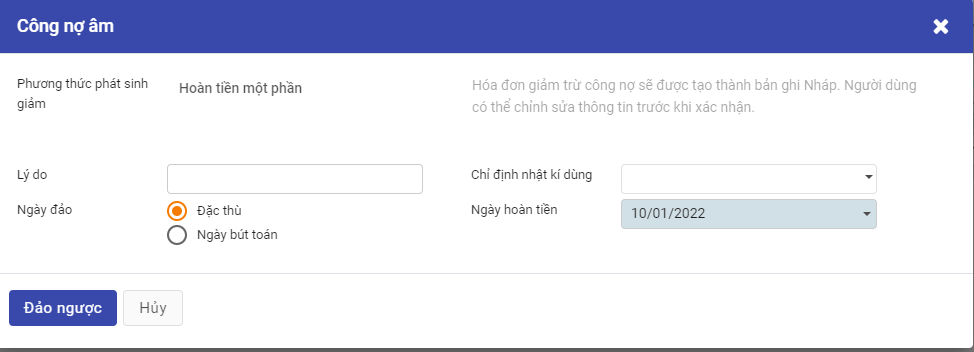 Công nợ âm
Phương thức phát sinh
giảm
Hoàn tiền một phần
Hóa đơn giảm trừ công nợ sẽ được tạo thành bản ghi Nháp. Người dùng
có thể chỉnh sửa thông tin trước khi xác nhận.
Lý do
Chỉ định nhật kí dùng
Ngày đảo
Đặc thù
Ngày hoàn tiền
10/01/2022
Ngày bút toán
Đảo ngược
Hủy